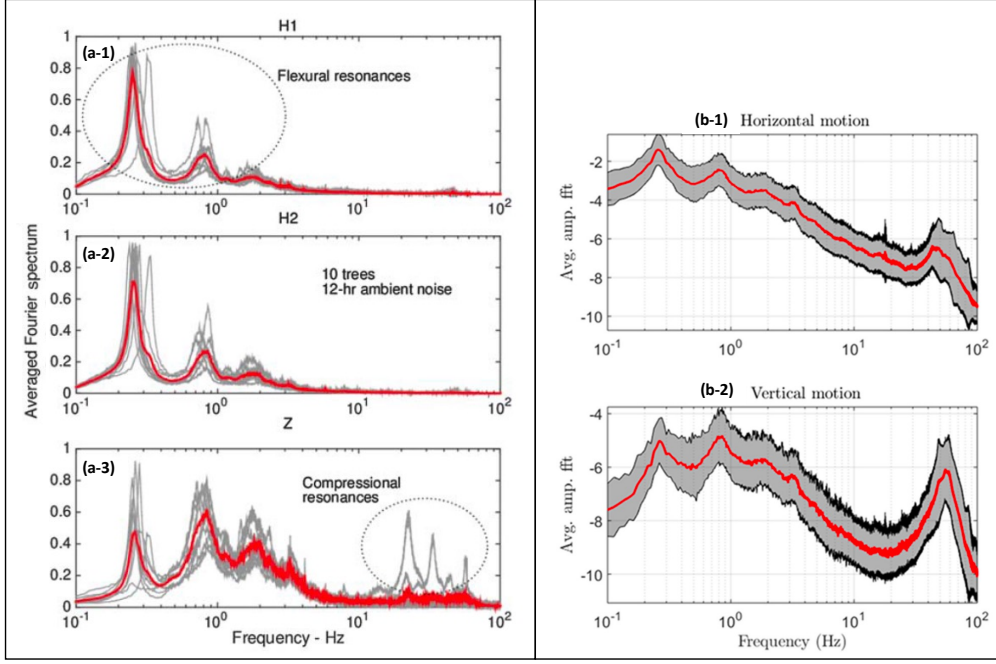 H1
(a-1)
Flexural resonances
1
0.8
0.6
0.4
0.2
0
10-1
100
101
102
H2
(a-2)
10 trees
12-hr ambient noise
1
0.8
0.6
0.4
0.2
0
10-1
100
101
102
Z
(a-3)
Compressional
resonances
1
0.8
0.6
0.4
0.2
0
10-1
100
101
102
Averaged Fourier spectrum
Frequency - Hz
(b-1) Horizontal motion
Avg. amp. fft
-2
-4
-6
-8
-10
10-1
100
101
102
(b-2) Vertical motion
Avg. amp. fft
-4
-6
-8
-10
10-1
100
101
102
Frequency (Hz)